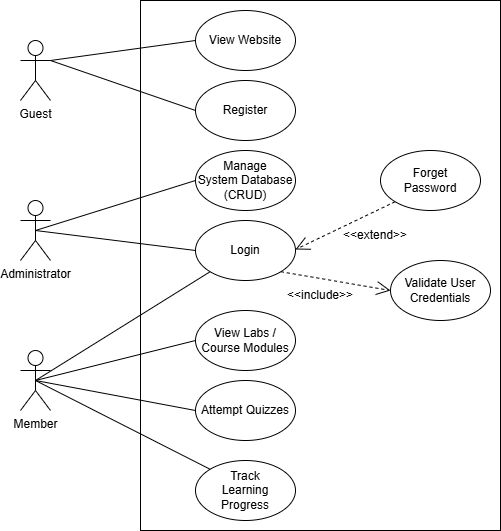 View Website
Guest
Register
Manage
System Database
(CRUD)
Forget
Password
Administrator
Login
<<extend>>
Validate User
Credentials
<<include>>
View Labs /
Course Modules
Member
Attempt Quizzes
Track
Learning
Progress